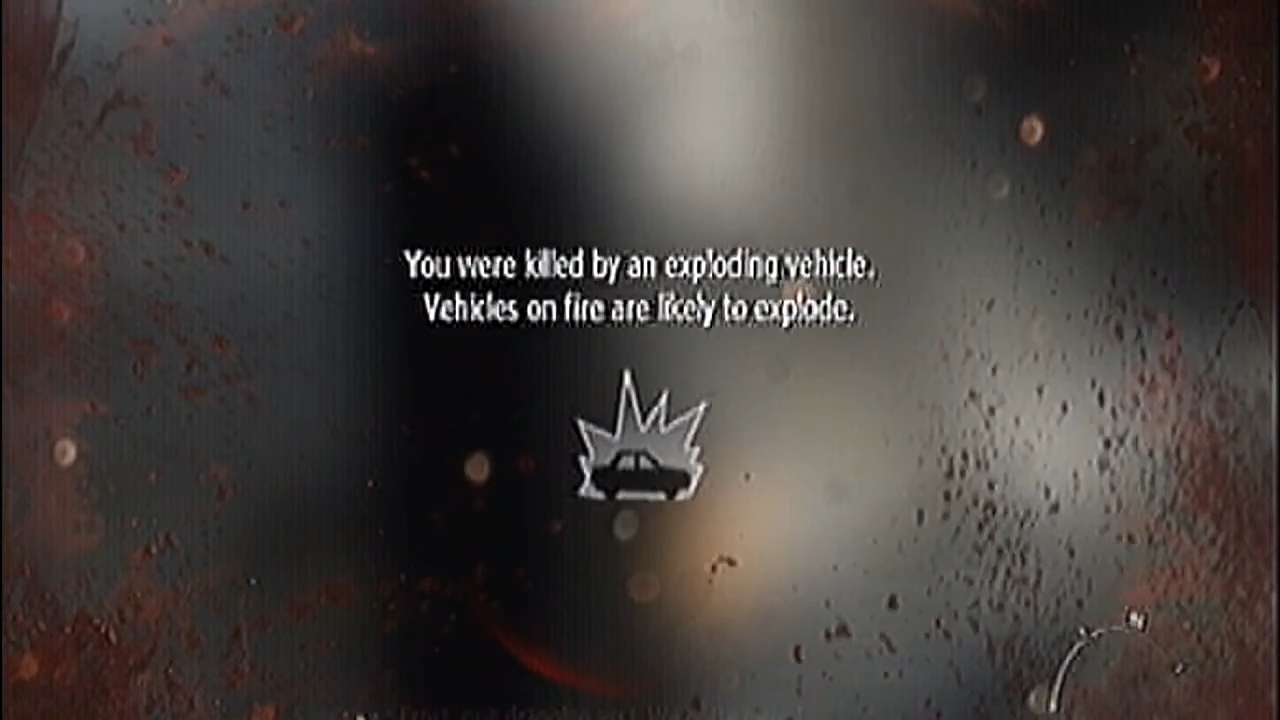 You were killed by an exploding vehicle.
Vehicles on fire are likely to explode.
N